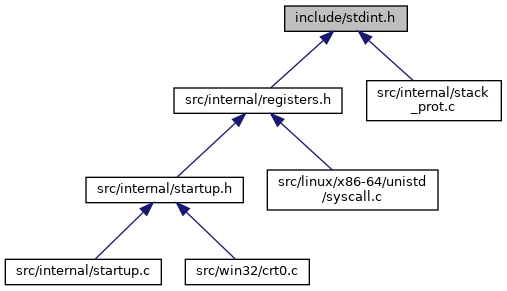 include/stdint.h
src/internal/registers.h
src/internal/stack
_prot.c
src/internal/startup.h
src/linux/x86-64/unistd
/syscall.c
src/internal/startup.c
src/win32/crt0.c